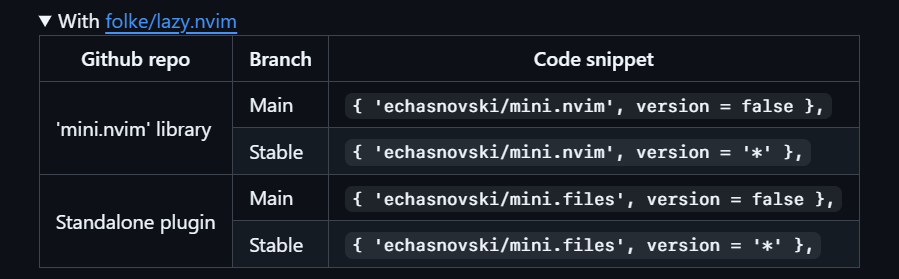 ▼ With folke/lazy.nvim
Github repo Branch Code snippet
'mini.nvim' library
Main { 'echasnovski/mini.nvim', version = false },
Stable { 'echasnovski/mini.nvim', version = '*' },
Standalone plugin
Main { 'echasnovski/mini.files', version = false },
Stable { 'echasnovski/mini.files', version = '*' },